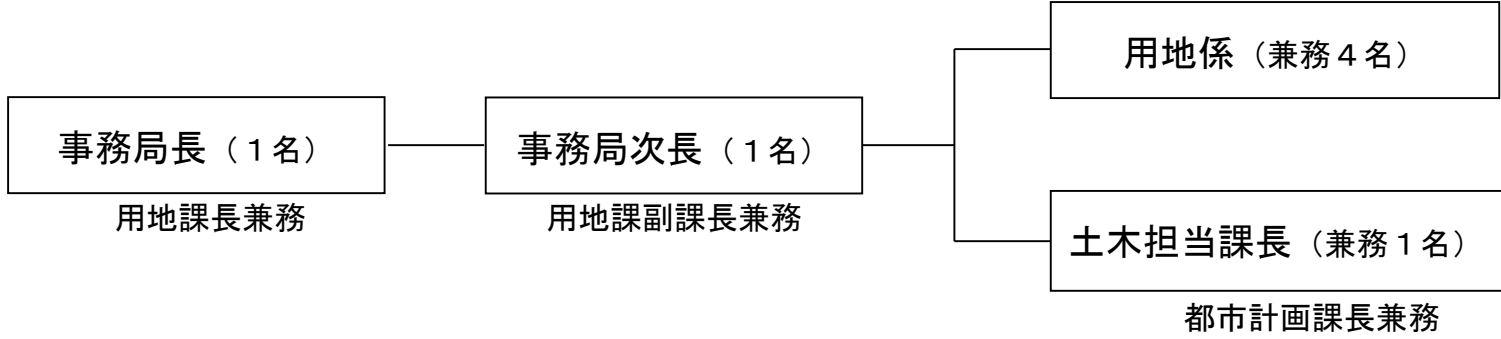 事務局長（１名）
用地課長兼務
事務局次長（１名）
用地課副課長兼務
用地係（兼務４名）
土木担当課長（兼務１名）
都市計画課長兼務